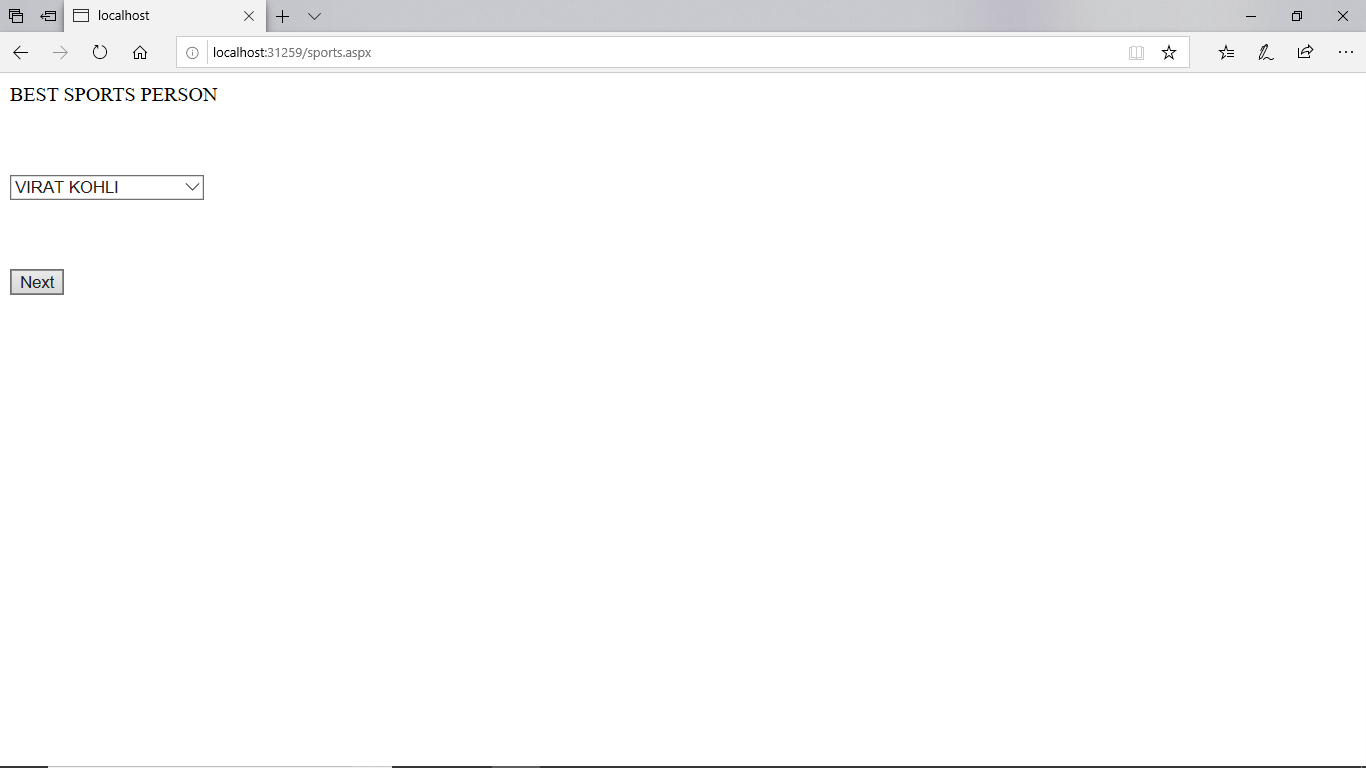 localhost
localhost:31259/sports.aspx
BEST SPORTS PERSON
VIRAT KOHLI
Next